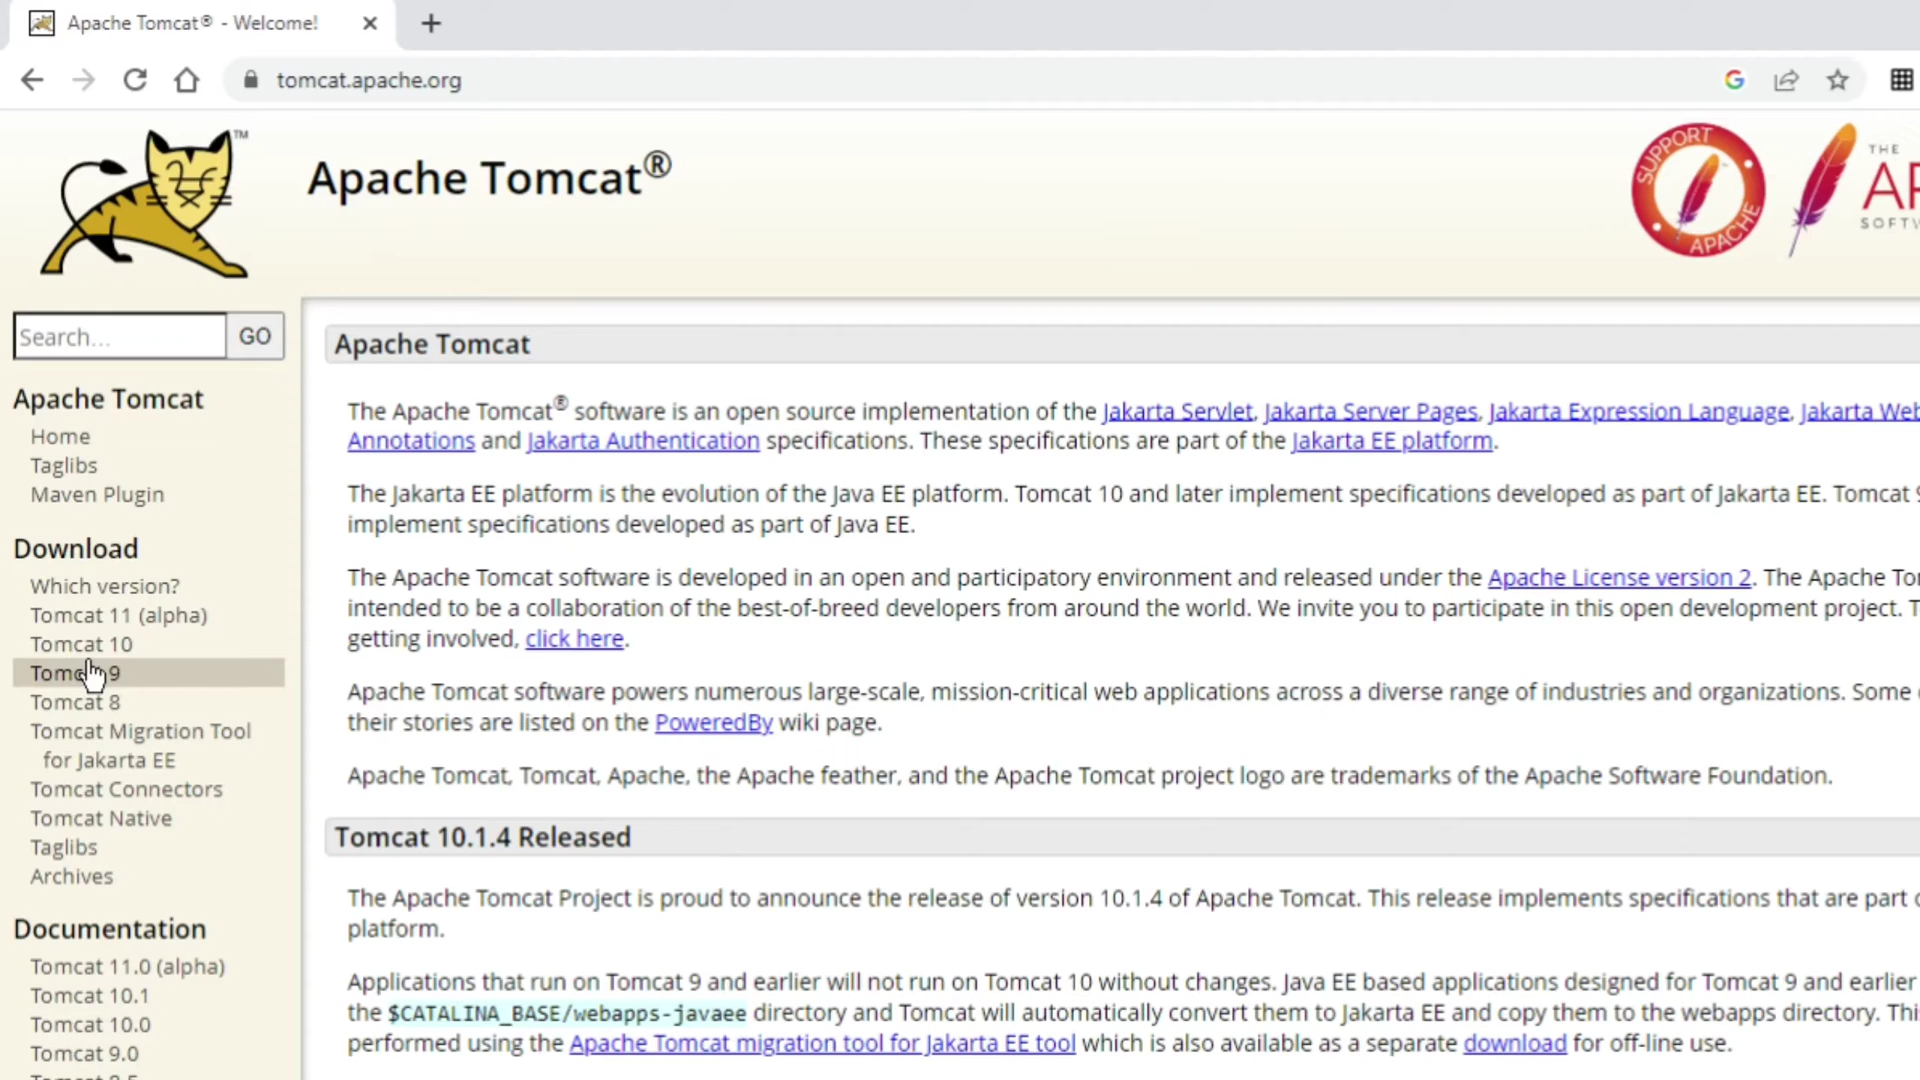 Apache Tomcat® - Welcome!
tomcat.apache.org
TM
Apache Tomcat®
SUPPORT
APACHE
THE
Search...
GO
Apache Tomcat
Home
Taglibs
Maven Plugin
Download
Which version?
Tomcat 11 (alpha)
Tomcat 10
Tomcat 9
Tomcat 8
Tomcat Migration Tool
for Jakarta EE
Tomcat Connectors
Tomcat Native
Taglibs
Archives
Documentation
Tomcat 11.0 (alpha)
Tomcat 10.1
Tomcat 10.0
Tomcat 9.0
Apache Tomcat
The Apache Tomcat® software is an open source implementation of the Jakarta Servlet, Jakarta Server Pages, Jakarta Expression Language, Jakarta
Annotations and Jakarta Authentication specifications. These specifications are part of the Jakarta EE platform.
The Jakarta EE platform is the evolution of the Java EE platform. Tomcat 10 and later implement specifications developed as part of Jakarta EE. Tomcat
implement specifications developed as part of Java EE.
The Apache Tomcat software is developed in an open and participatory environment and released under the Apache License version 2. The Apache
intended to be a collaboration of the best-of-breed developers from around the world. We invite you to participate in this open development project.
getting involved, click here.
Apache Tomcat software powers numerous large-scale, mission-critical web applications across a diverse range of industries and organizations. Some
their stories are listed on the PoweredBy wiki page.
Apache Tomcat, Tomcat, Apache, the Apache feather, and the Apache Tomcat project logo are trademarks of the Apache Software Foundation.
Tomcat 10.1.4 Released
The Apache Tomcat Project is proud to announce the release of version 10.1.4 of Apache Tomcat. This release implements specifications that are part
platform.
Applications that run on Tomcat 9 and earlier will not run on Tomcat 10 without changes. Java EE based applications designed for Tomcat 9 and earlier
the $CATALINA_BASE/webapps-javaee directory and Tomcat will automatically convert them to Jakarta EE and copy them to the webapps directory.
performed using the Apache Tomcat migration tool for Jakarta EE tool which is also available as a separate download for off-line use.